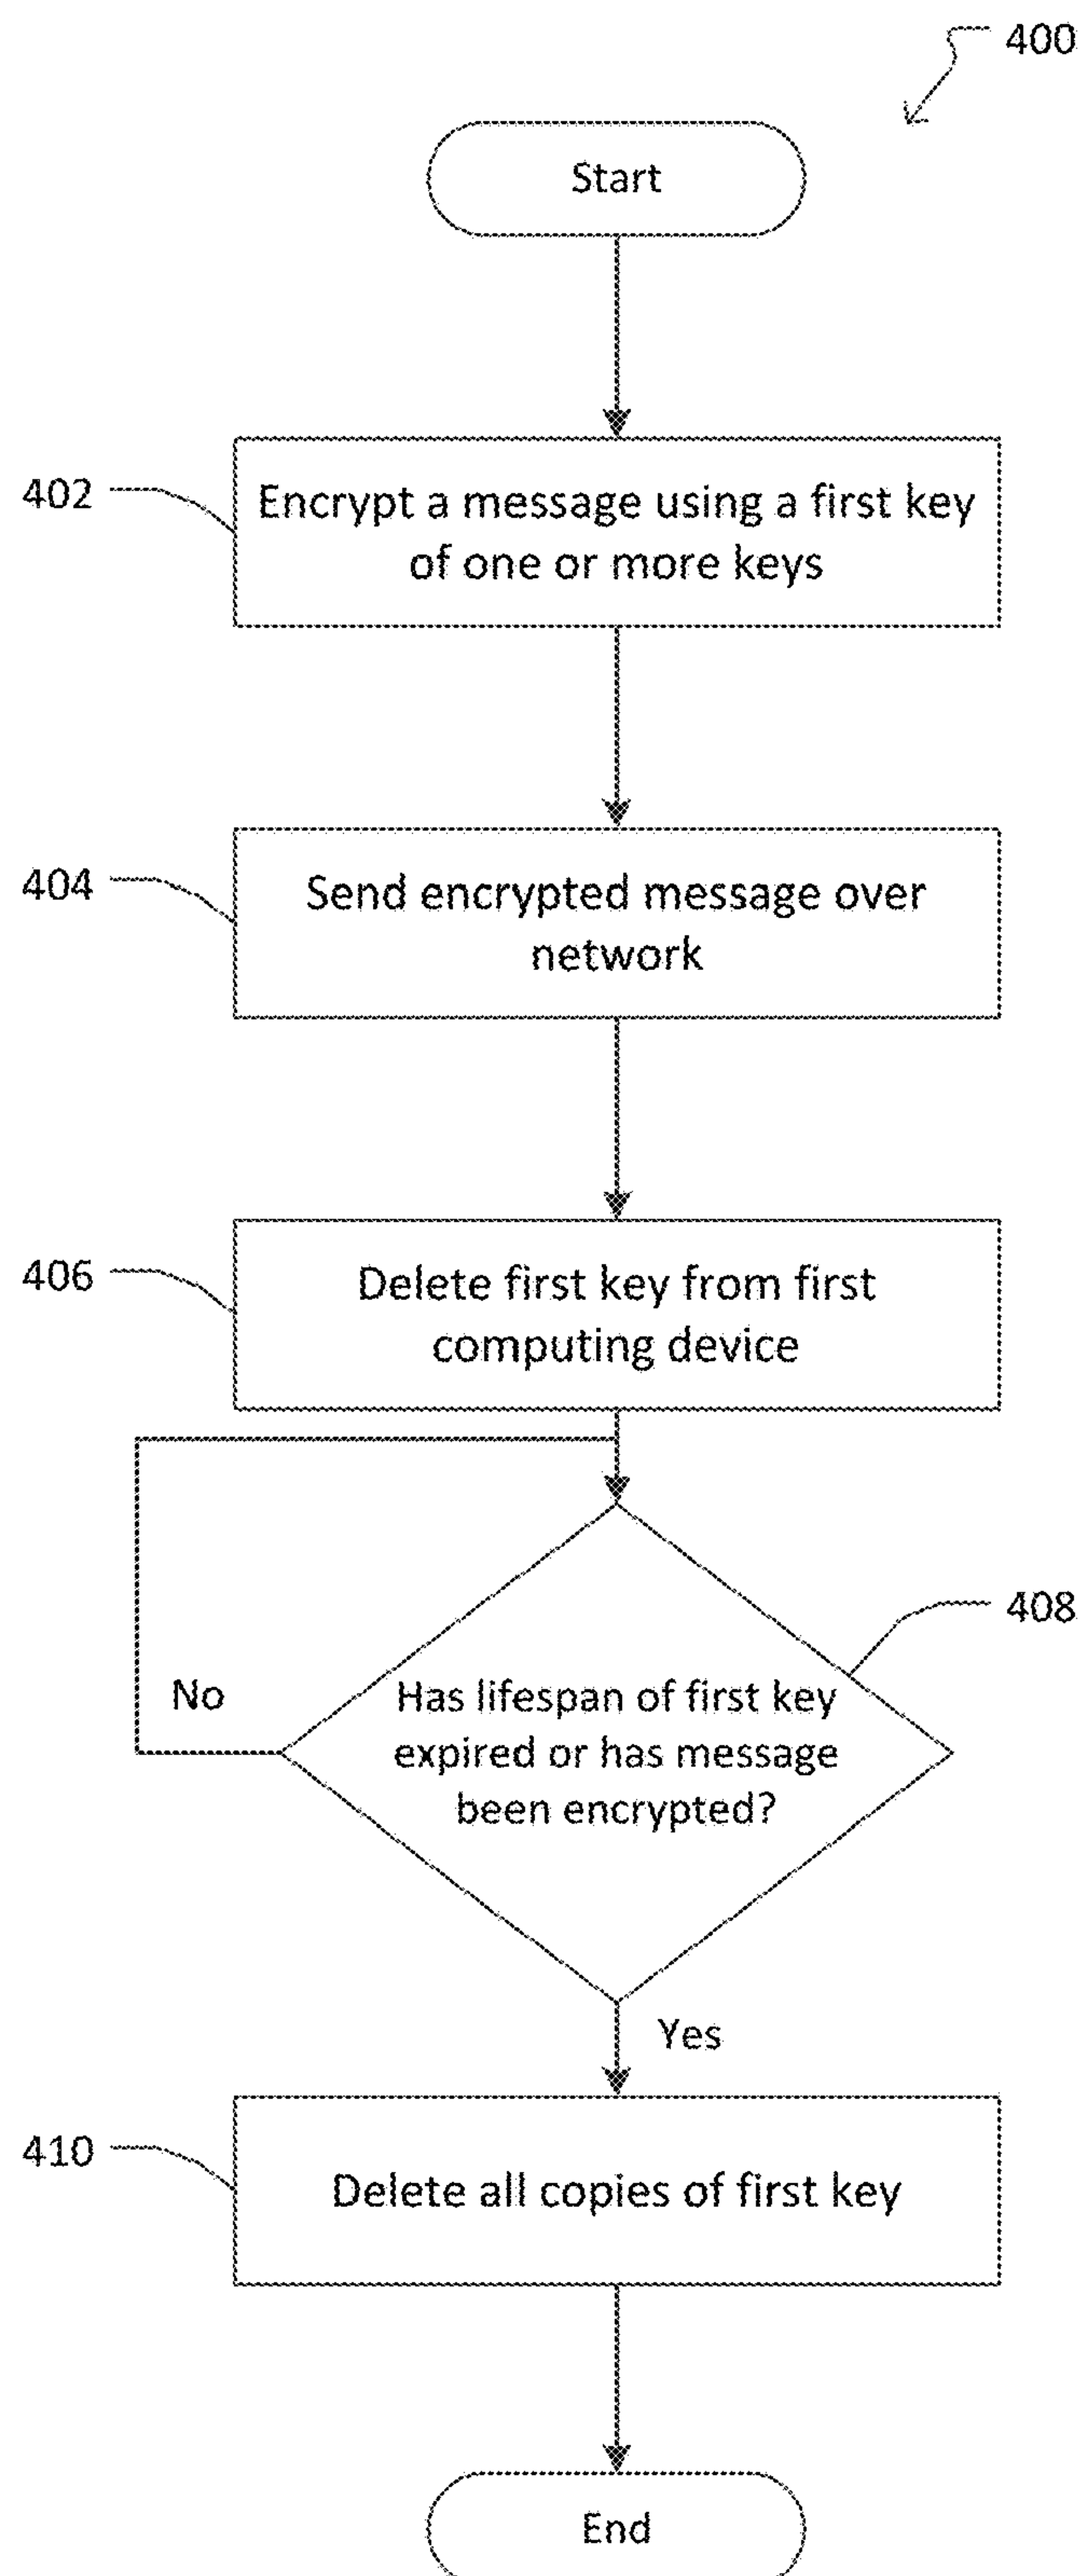 400
Start
402
Encrypt a message using a first key
of one or more keys
404
Send encrypted message over
network
406
Delete first key from first
computing device
408
No
Has lifespan of first key
expired or has message
been encrypted?
Yes
410
Delete all copies of first key
End